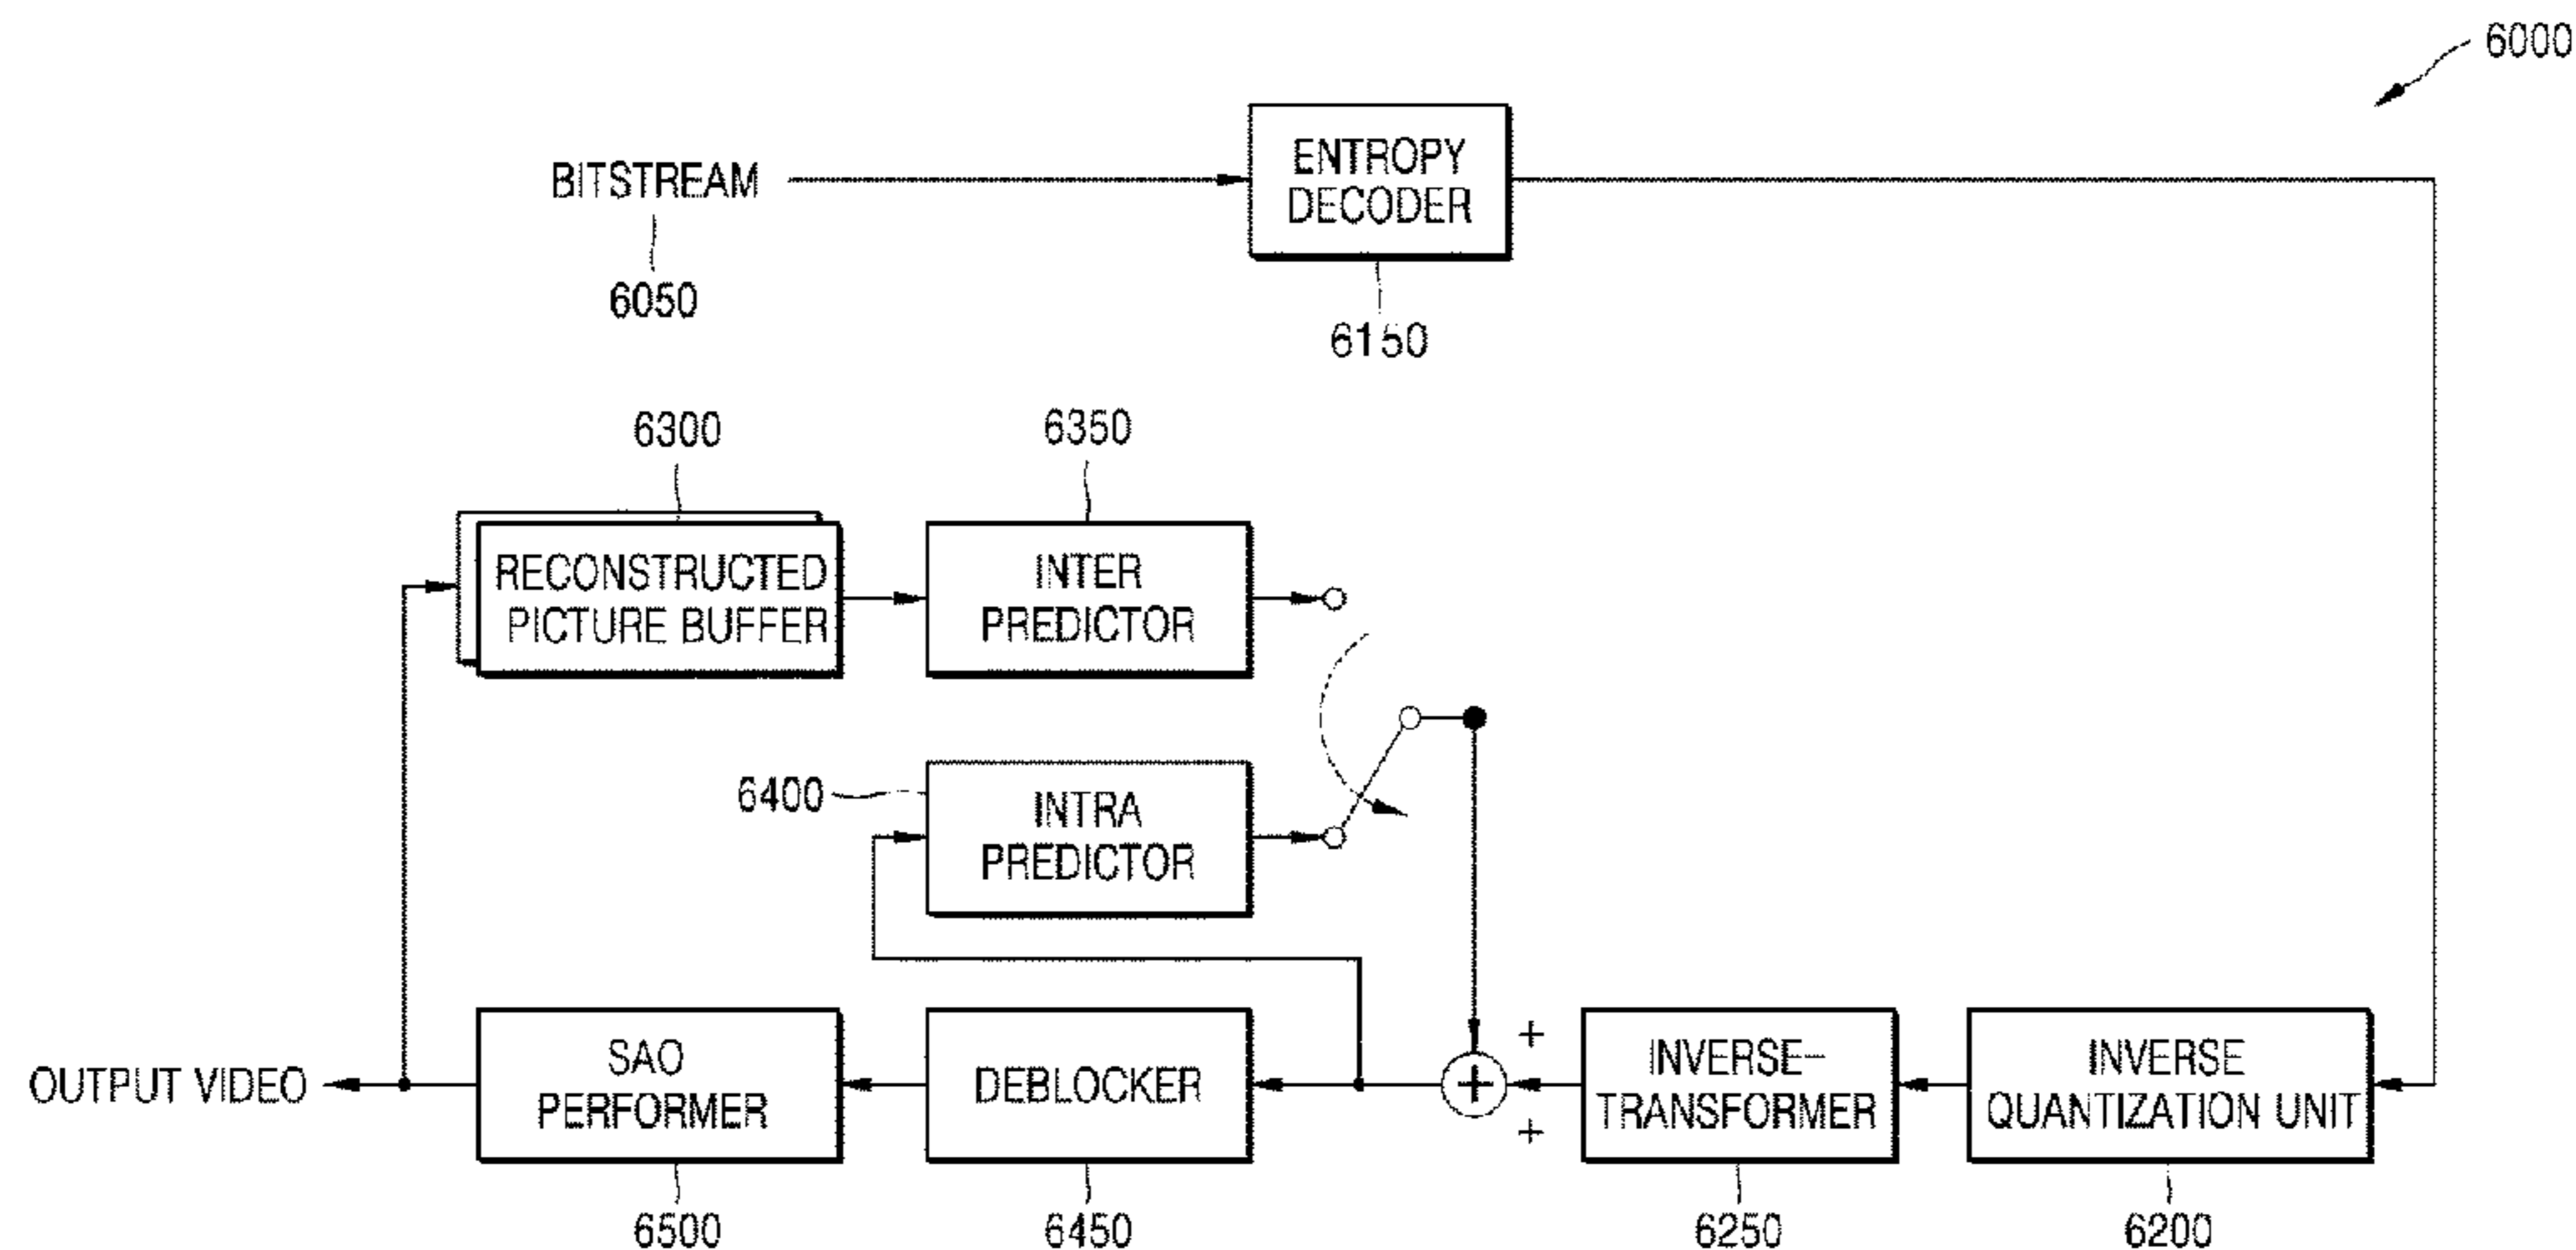 6000
BITSTREAM
6050
ENTROPY
DECODER
6150
6300
RECONSTRUCTED
PICTURE BUFFER
6350
INTER
PREDICTOR
6400
INTRA
PREDICTOR
OUTPUT VIDEO
SAO
PERFORMER
6500
DEBLOCKER
6450
+
+
+
INVERSE-
TRANSFORMER
6250
INVERSE
QUANTIZATION UNIT
6200